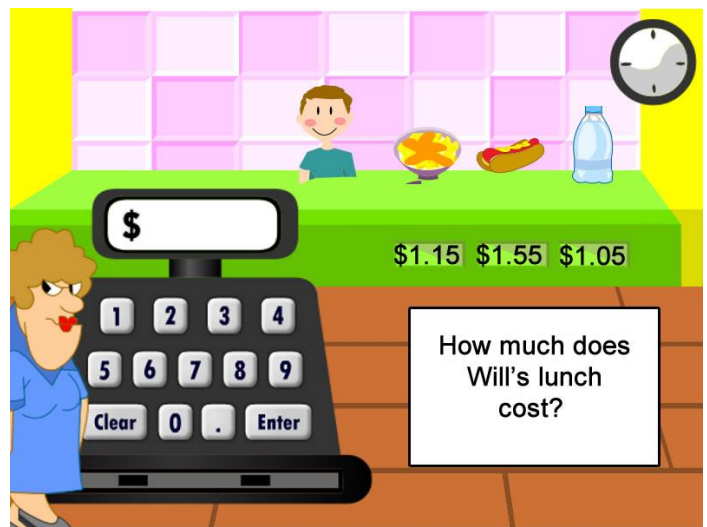 $
$1.15 $1.55 $1.05
1 2 3 4
5 6 7 8 9
Clear 0 . Enter
How much does
Will's lunch
cost?